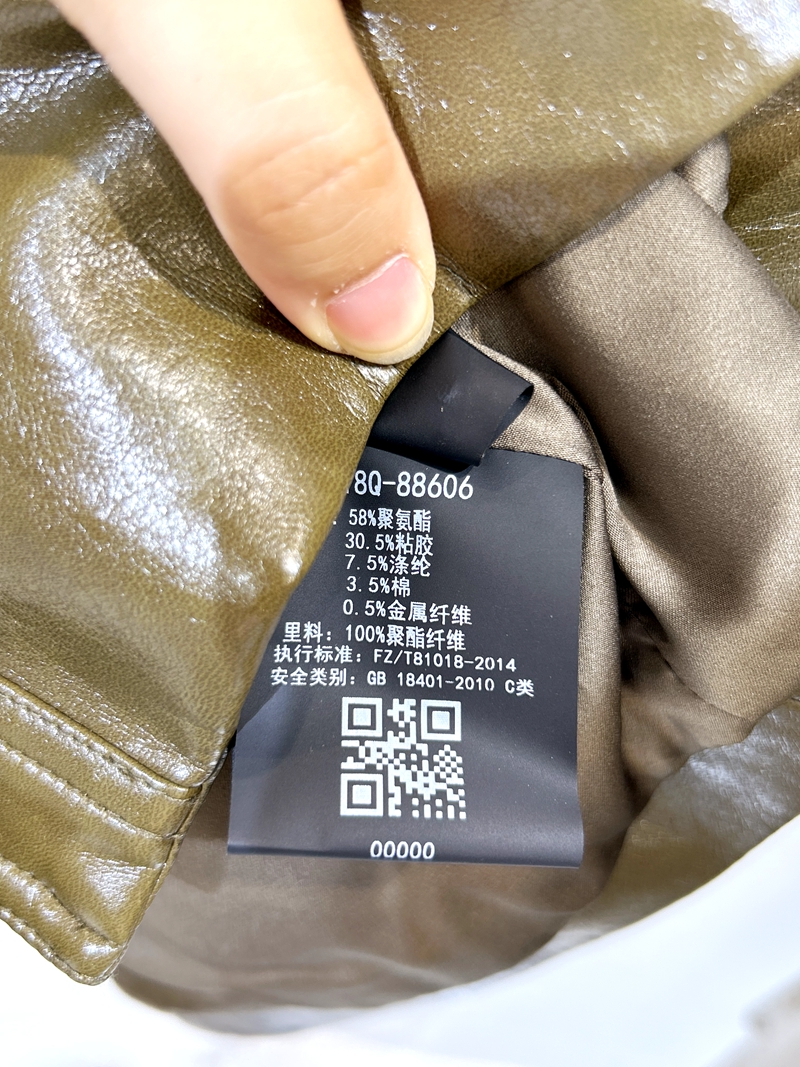 8Q-88606
58%聚氨酯
30.5%粘胶
7.5%涤纶
3.5%棉
0.5%金属纤维
里料：100%聚酯纤维
执行标准：FZ/T81018-2014
安全类别：GB 18401-2010 C类
00000